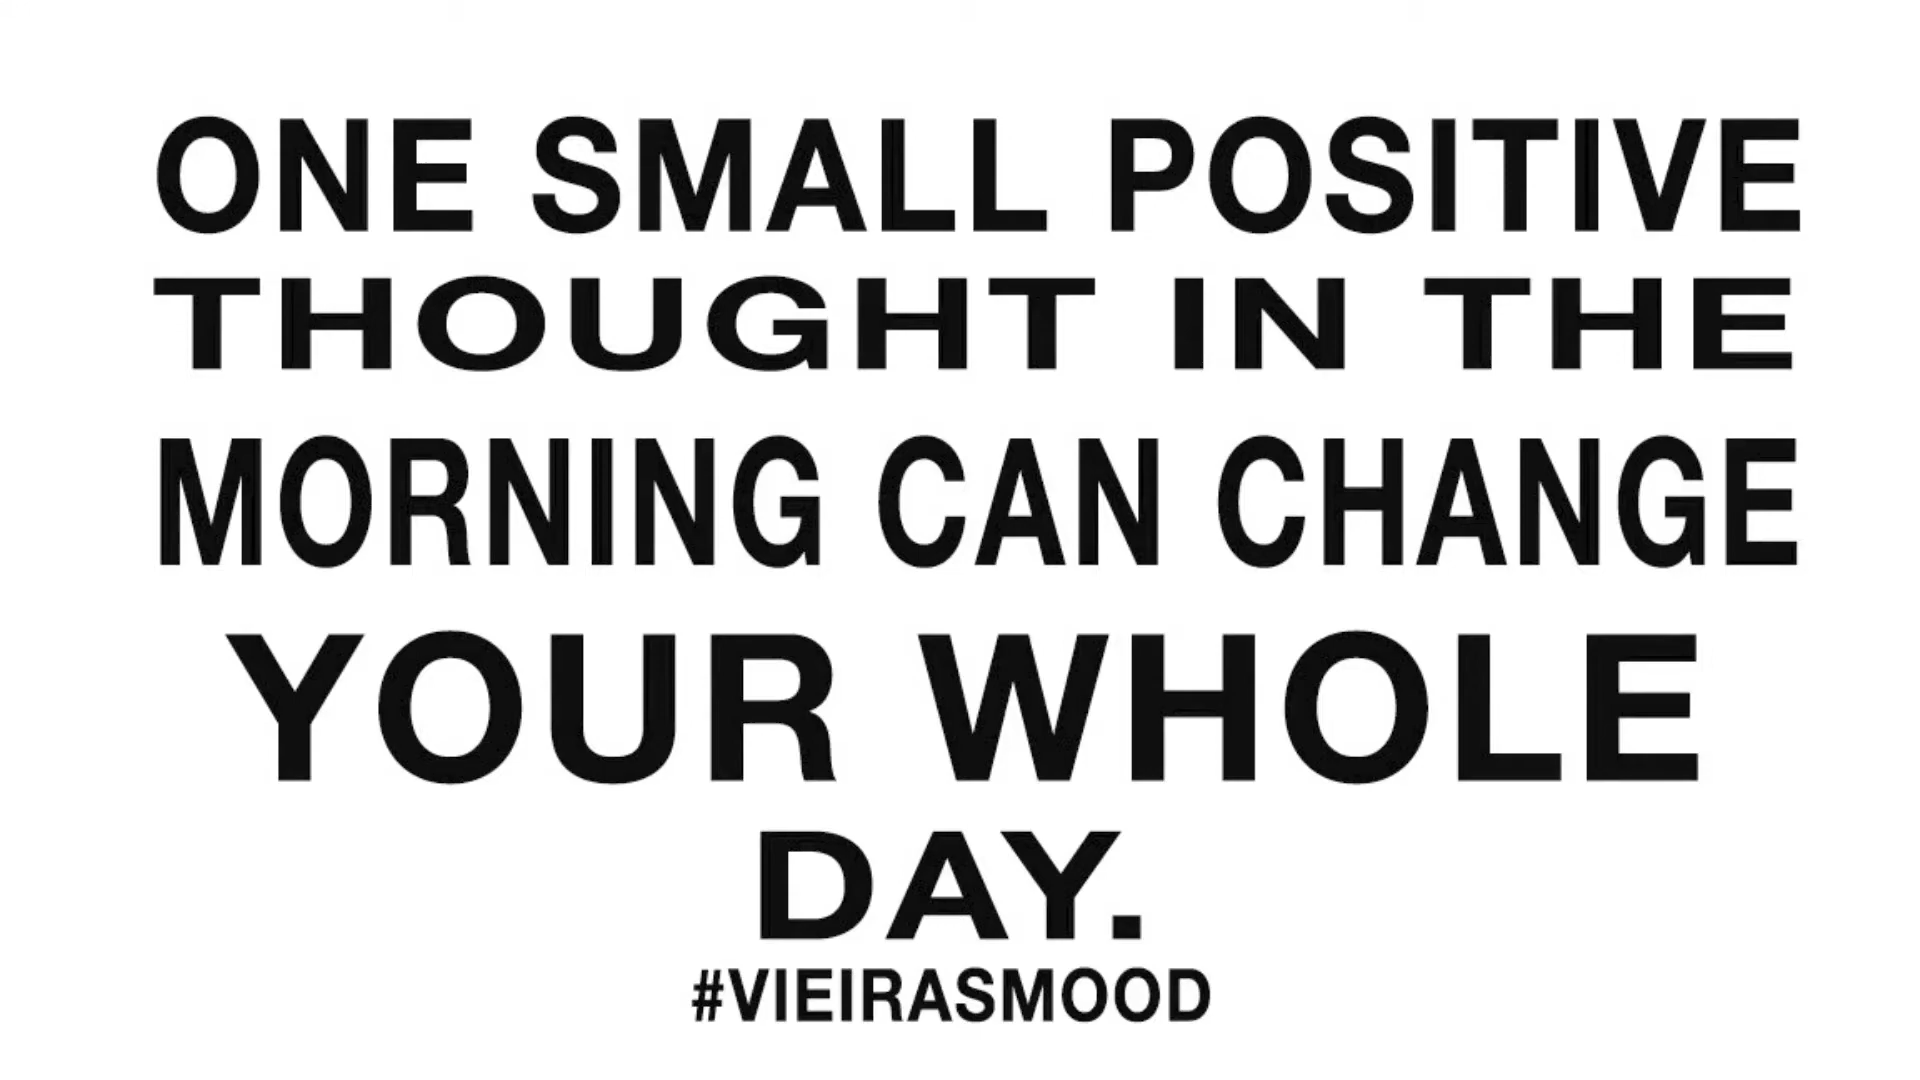 ONE SMALL POSITIVE
THOUGHT IN THE
MORNING CAN CHANGE
YOUR WHOLE
DAY.
#VIEIRASMOOD